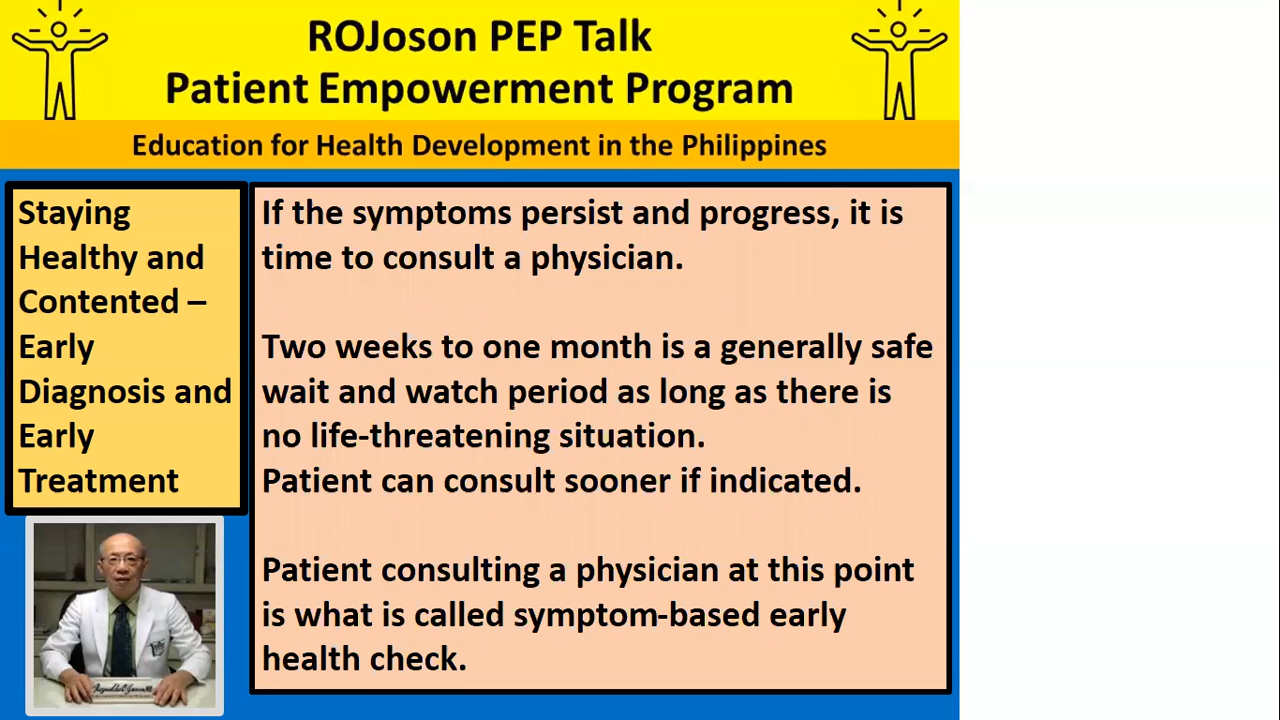 ROJoson PEP Talk
Patient Empowerment Program
Education for Health Development in the Philippines
Staying
Healthy and
Contented –
Early
Diagnosis and
Early
Treatment
If the symptoms persist and progress, it is
time to consult a physician.
Two weeks to one month is a generally safe
wait and watch period as long as there is
no life-threatening situation.
Patient can consult sooner if indicated.
Patient consulting a physician at this point
is what is called symptom-based early
health check.